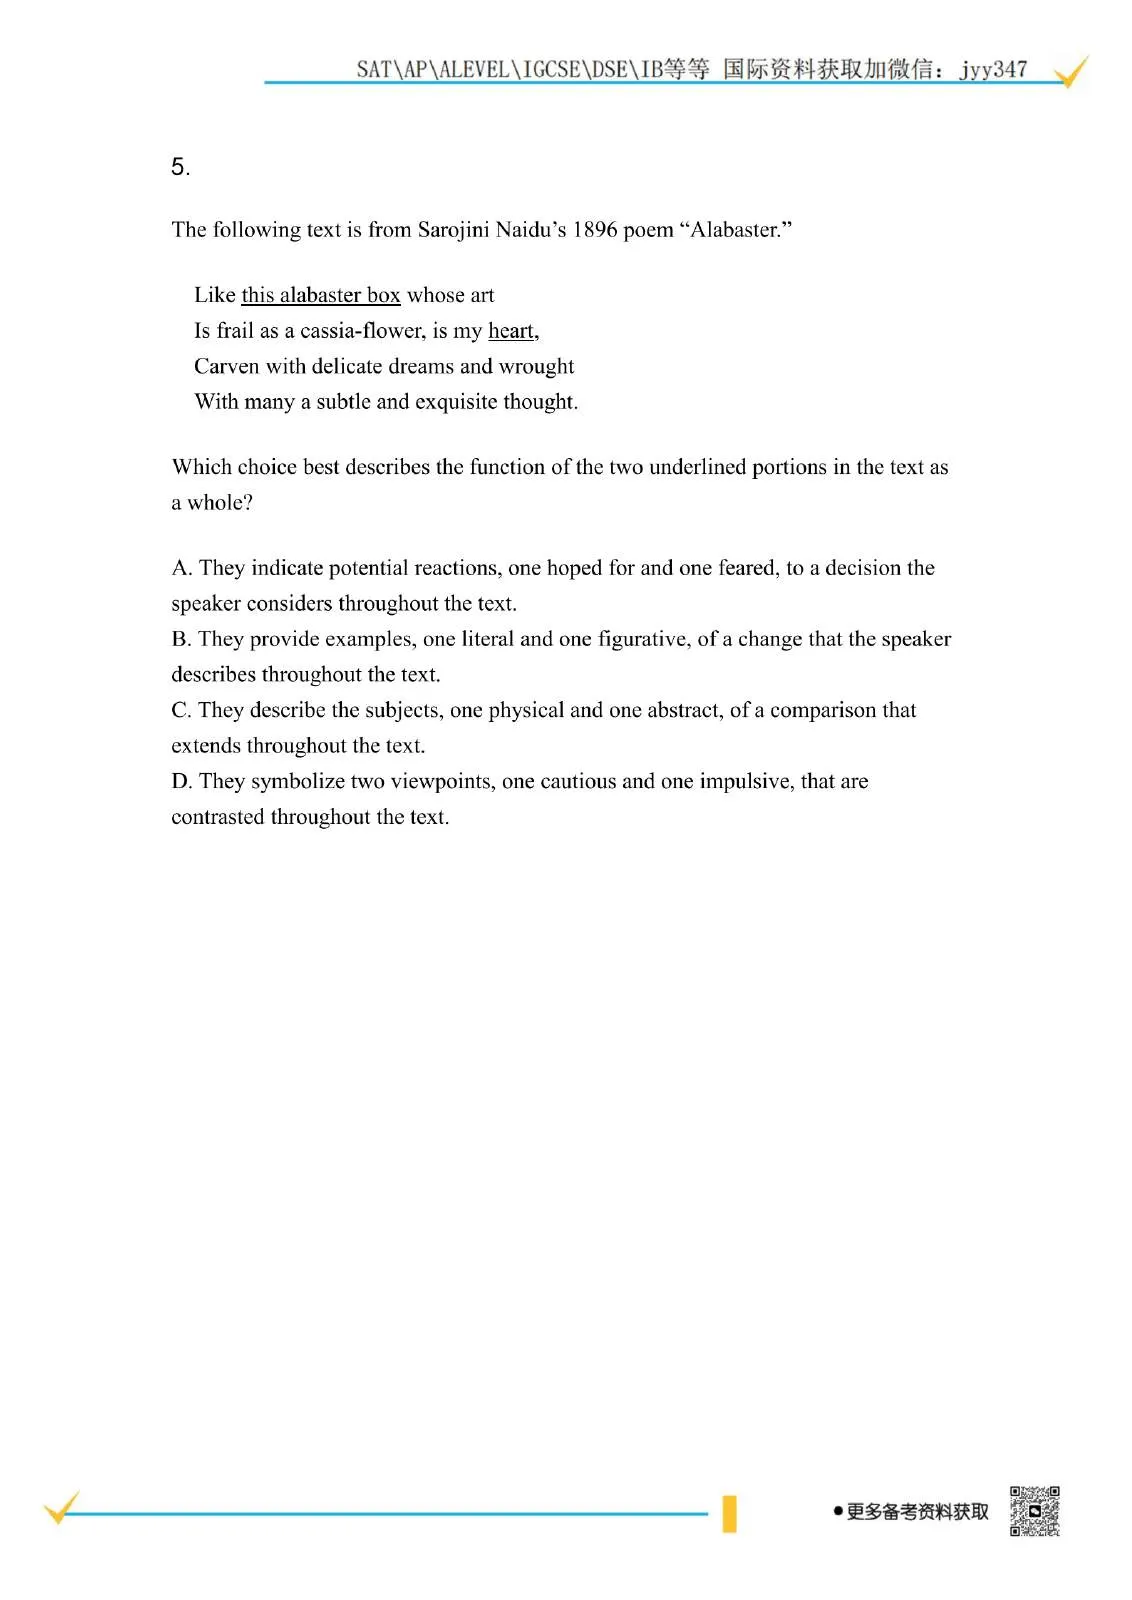 SAT\AP\ALEVEL\IGCSE\DSE\IB等等 国际资料获取加微信：jyy347
5.
The following text is from Sarojini Naidu’s 1896 poem “Alabaster.”
Like this alabaster box whose art
Is frail as a cassia-flower, is my heart,
Carven with delicate dreams and wrought
With many a subtle and exquisite thought.
Which choice best describes the function of the two underlined portions in the text as
a whole?
A. They indicate potential reactions, one hoped for and one feared, to a decision the
speaker considers throughout the text.
B. They provide examples, one literal and one figurative, of a change that the speaker
describes throughout the text.
C. They describe the subjects, one physical and one abstract, of a comparison that
extends throughout the text.
D. They symbolize two viewpoints, one cautious and one impulsive, that are
contrasted throughout the text.
●更多备考资料获取